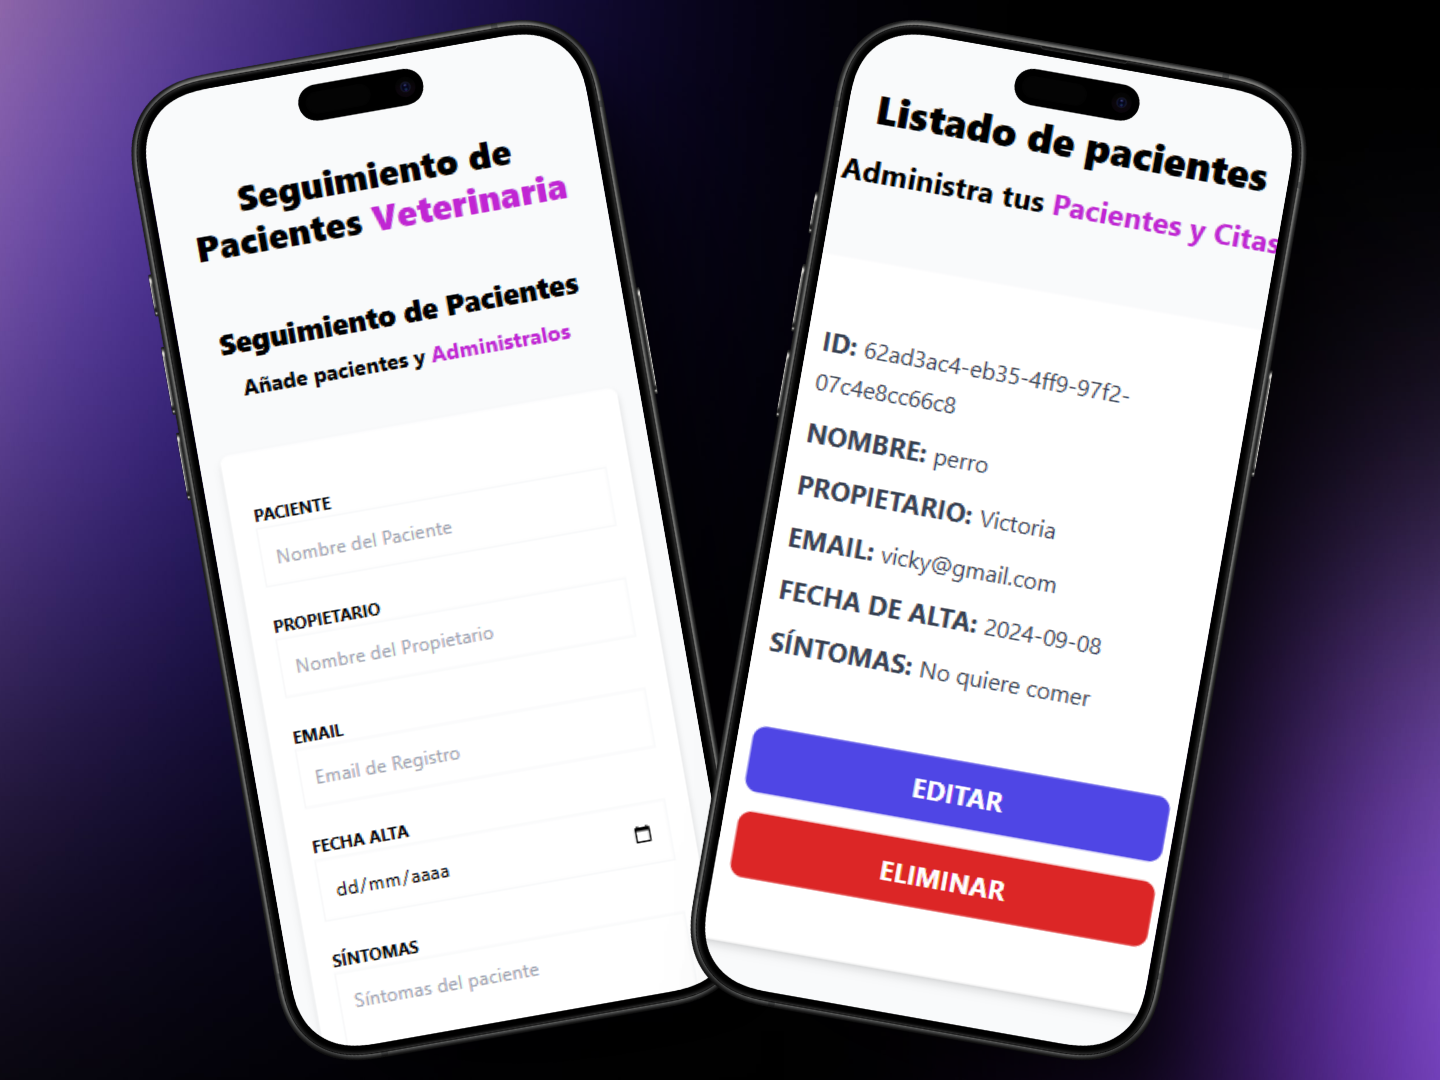 Seguimiento de
Pacientes Veterinaria
Seguimiento de Pacientes
Añade pacientes y Administralos
PACIENTE
Nombre del Paciente
PROPIETARIO
Nombre del Propietario
EMAIL
Email de Registro
FECHA ALTA
dd/mm/aaaa
SÍNTOMAS
Síntomas del paciente
Listado de pacientes
Administra tus Pacientes y Citas
ID: 62ad3ac4-eb35-4ff9-97f2-
07c4e8cc66c8
NOMBRE: perro
PROPIETARIO: Victoria
EMAIL: vicky@gmail.com
FECHA DE ALTA: 2024-09-08
SÍNTOMAS: No quiere comer
EDITAR
ELIMINAR